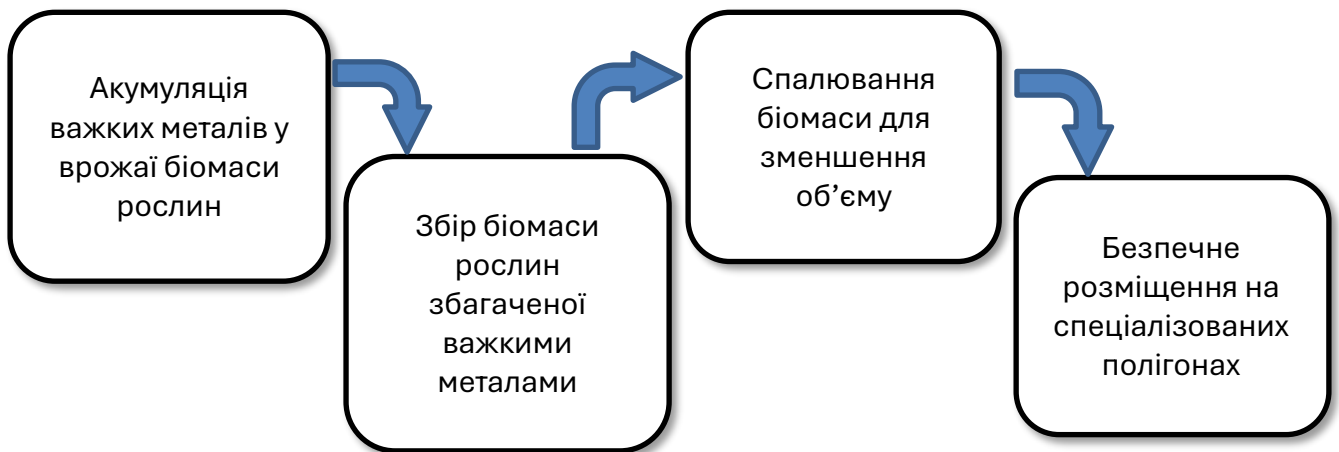 Акумуляція
важких металів у
врожаї біомаси
рослин
Збір біомаси
рослин
збагаченої
важкими
металами
Спалювання
біомаси для
зменшення
об’єму
Безпечне
розміщення на
спеціалізованих
полігонах